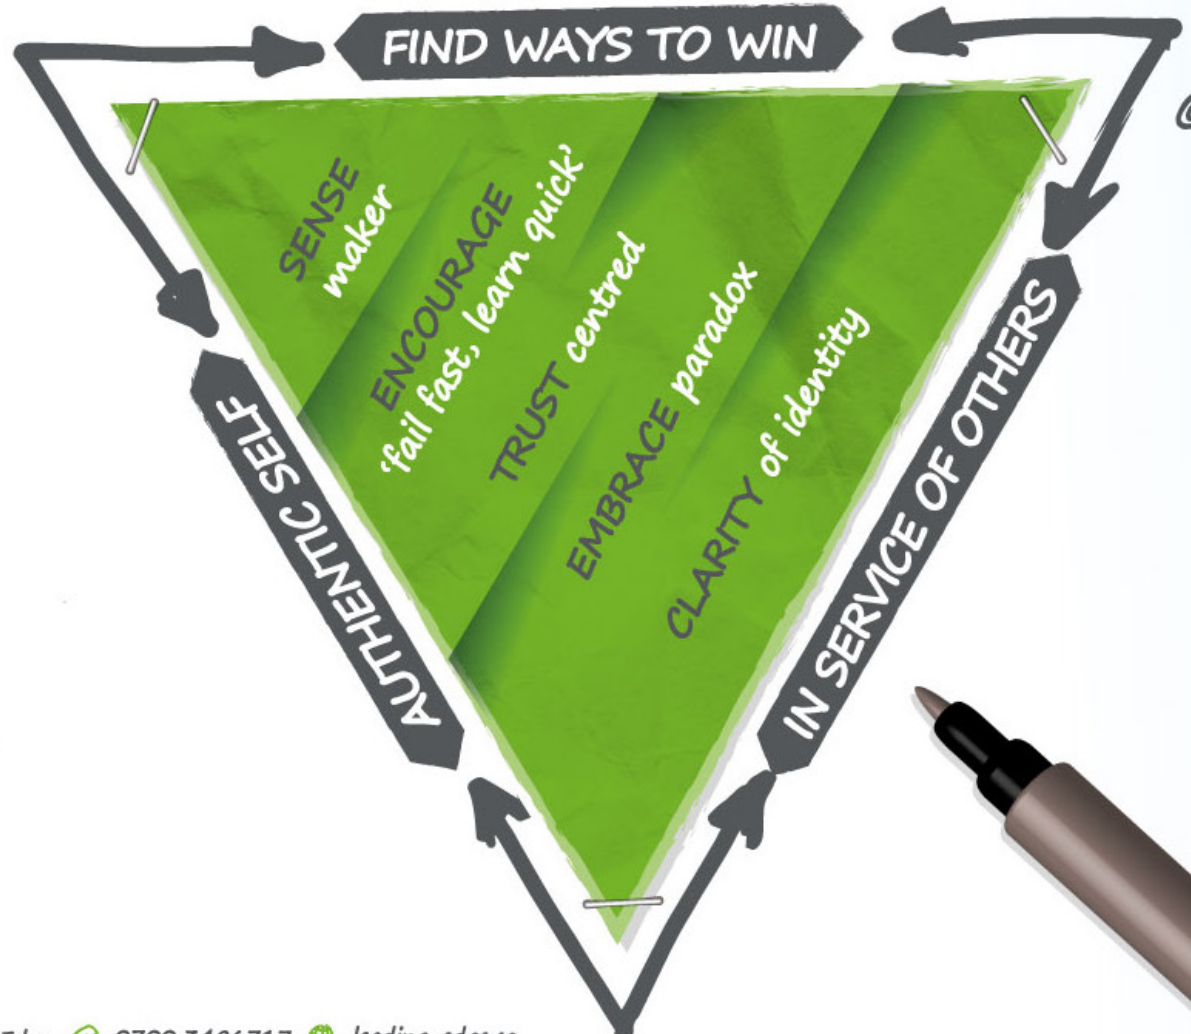 FIND WAYS TO WIN
SENSE
maker
ENCOURAGE
'fail fast, learn quick'
TRUST centred
EMBRACE paradox
CLARITY of identity
AUTHENTIC SELF
IN SERVICE OF OTHERS